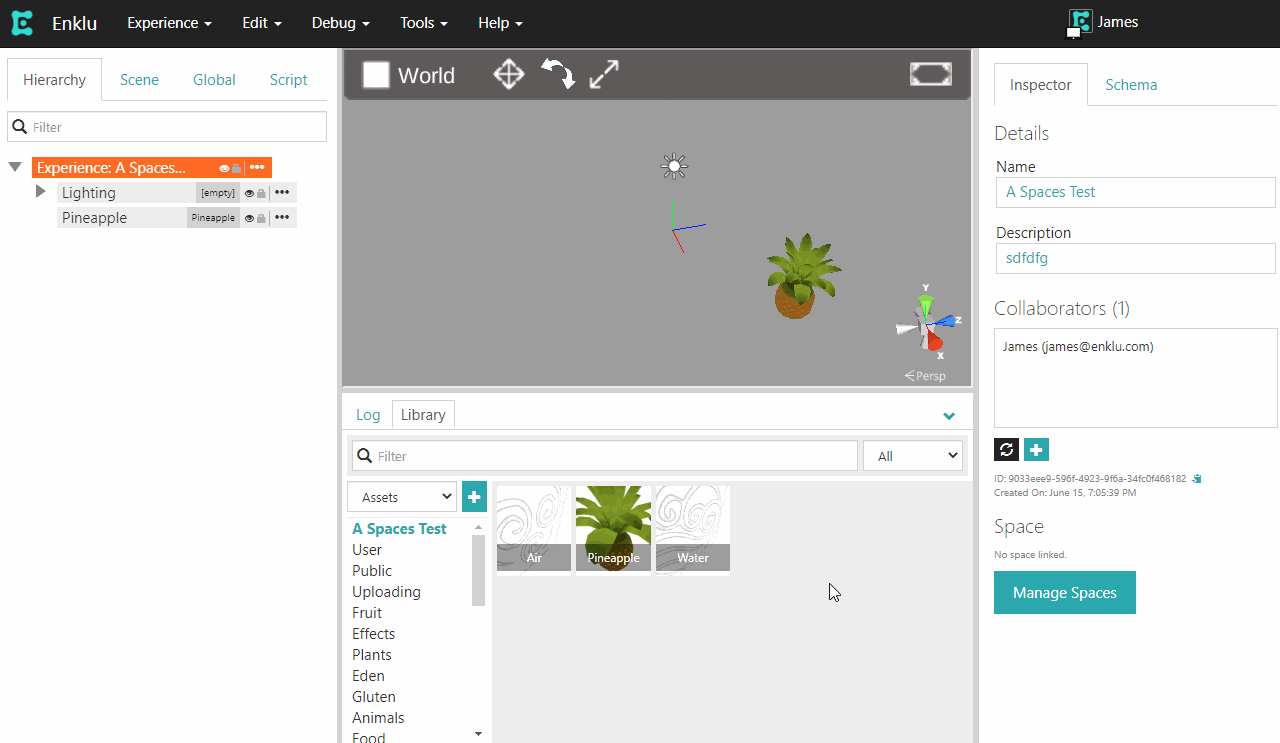 Enklu Experience Edit Debug Tools Help James
Hierarchy Scene Global Script
Filter
Experience: A Spaces... •••
Lighting [empty] •••
Pineapple Pineapple •••
World
Y
Z
X
Persp
Log Library
Filter All
Assets
A Spaces Test
User
Public
Uploading
Fruit
Effects
Plants
Eden
Gluten
Animals
Food
Air Pineapple Water
Inspector Schema
Details
Name
A Spaces Test
Description
sdfdfg
Collaborators (1)
James (james@enklu.com)
ID: 9033eee9-596f-4923-9f6a-34fc0f468182
Created On: June 15, 7:05:39 PM
Space
No space linked.
Manage Spaces